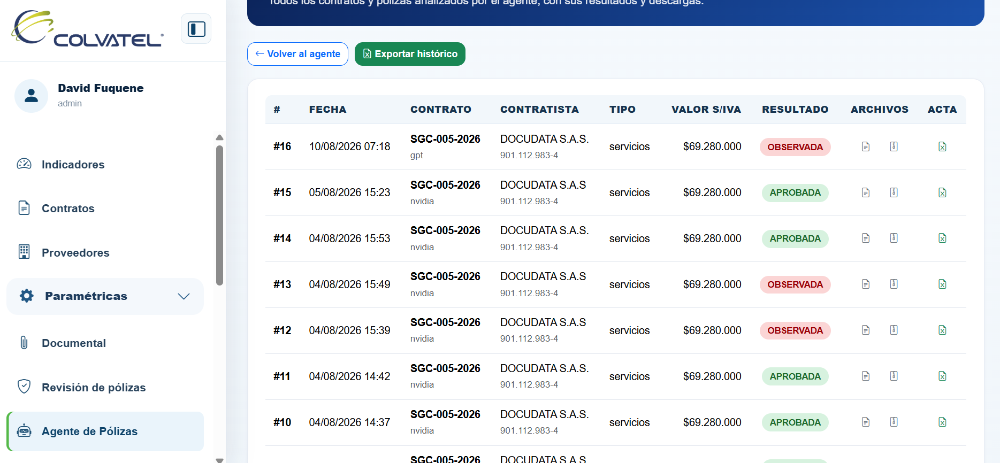 Todos los contratos y pólizas analizados por el agente, con sus resultados y descargas.
COLVATEL®
← Volver al agente
Exportar histórico
David Fuquene
admin
Indicadores
Contratos
Proveedores
Paramétricas
Documental
Revisión de pólizas
Agente de Pólizas
# FECHA CONTRATO CONTRATISTA TIPO VALOR S/IVA RESULTADO ARCHIVOS ACTA
#16 10/08/2026 07:18 SGC-005-2026 DOCUDATA S.A.S. servicios $69.280.000 OBSERVADA
gpt 901.112.983-4
#15 05/08/2026 15:23 SGC-005-2026 DOCUDATA S.A.S servicios $69.280.000 APROBADA
nvidia 901.112.983-4
#14 04/08/2026 15:53 SGC-005-2026 DOCUDATA S.A.S. servicios $69.280.000 APROBADA
nvidia 901.112.983-4
#13 04/08/2026 15:49 SGC-005-2026 DOCUDATA S.A.S servicios $69.280.000 OBSERVADA
nvidia 901.112.983-4
#12 04/08/2026 15:39 SGC-005-2026 DOCUDATA S.A.S servicios $69.280.000 OBSERVADA
nvidia 901.112.983-4
#11 04/08/2026 14:42 SGC-005-2026 DOCUDATA S.A.S. servicios $69.280.000 APROBADA
nvidia 901.112.983-4
#10 04/08/2026 14:37 SGC-005-2026 DOCUDATA S.A.S. servicios $69.280.000 APROBADA
nvidia 901.112.983-4
SGC-005-2026 DOCUDATA S.A.S